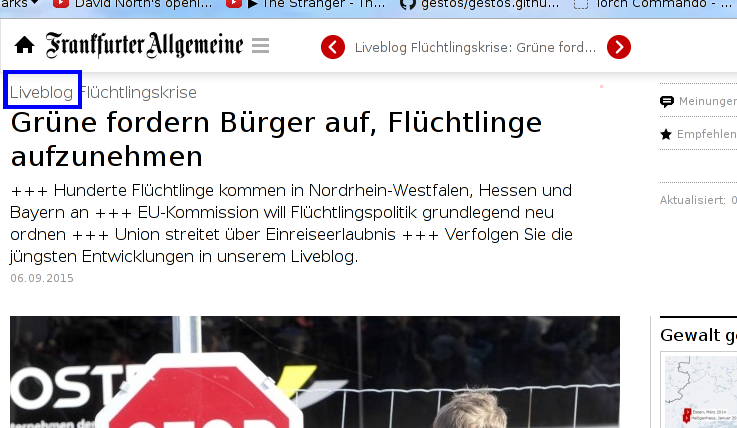 David North's openi...
▶ The Stranger - Th...
gestos/gestos.githu...
Torch Commando - ...
Frankfurter Allgemeine
Liveblog Flüchtlingskrise: Grüne ford...
Liveblog Flüchtlingskrise
Grüne fordern Bürger auf, Flüchtlinge
aufzunehmen
+++ Hunderte Flüchtlinge kommen in Nordrhein-Westfalen, Hessen und
Bayern an +++ EU-Kommission will Flüchtlingspolitik grundlegend neu
ordnen +++ Union streitet über Einreiseerlaubnis +++ Verfolgen Sie die
jüngsten Entwicklungen in unserem Liveblog.
06.09.2015
Meinungen
Empfehlen
Aktualisiert: 0
Gewalt g
OST
STOP